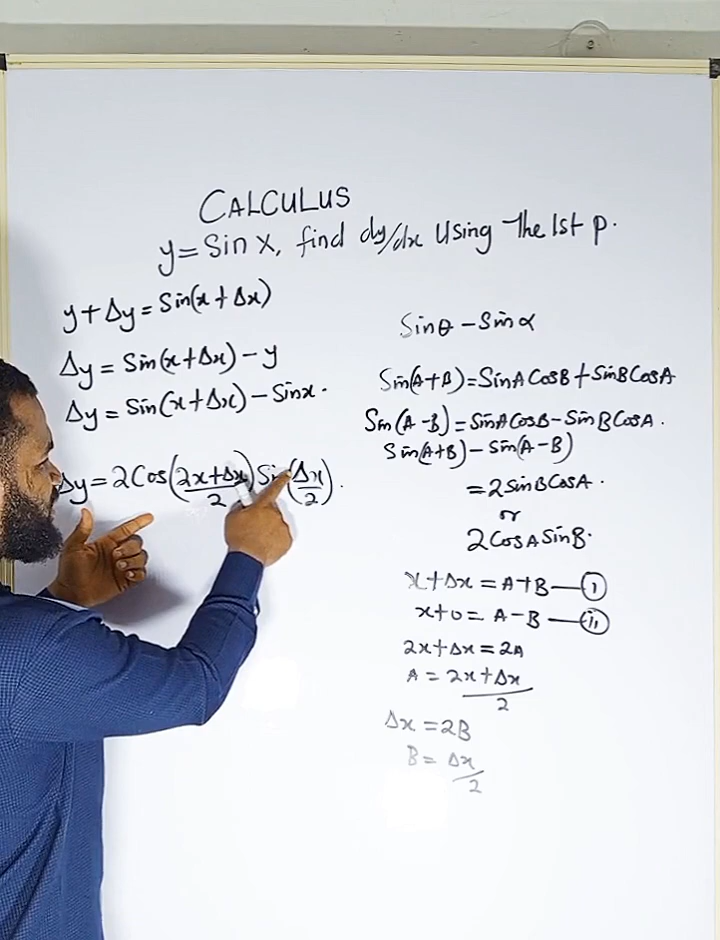 CALCULUS
y = Sin x, find dy/dx Using The 1st p.
y + Δy = Sin(x + Δx)
Δy = Sin(x + Δx) - y
Δy = Sin(x + Δx) - Sinx.
Δy = 2Cos((2x+Δx)/2) Sin(Δx/2).
Sinθ - Sinα
Sin(A+B) = SinA CosB + SinB CosA
Sin(A-B) = SinA CosB - SinB CosA.
Sin(A+B) - Sin(A-B)
= 2SinB CosA.
or
2CosA SinB.
x + Δx = A+B — (i)
x + 0 = A-B — (ii)
2x + Δx = 2A
A = (2x + Δx)/2
Δx = 2B
B = Δx/2